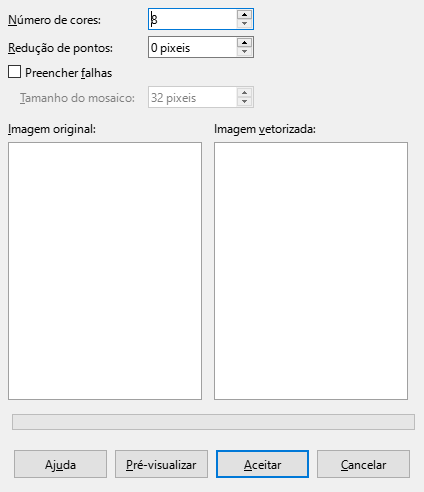 Número de cores: 8
Redução de pontos: 0 pixeis
Preencher falhas
Tamanho do mosaico: 32 pixeis
Imagem original: Imagem vetorizada:
Ajuda Pré-visualizar Aceitar Cancelar